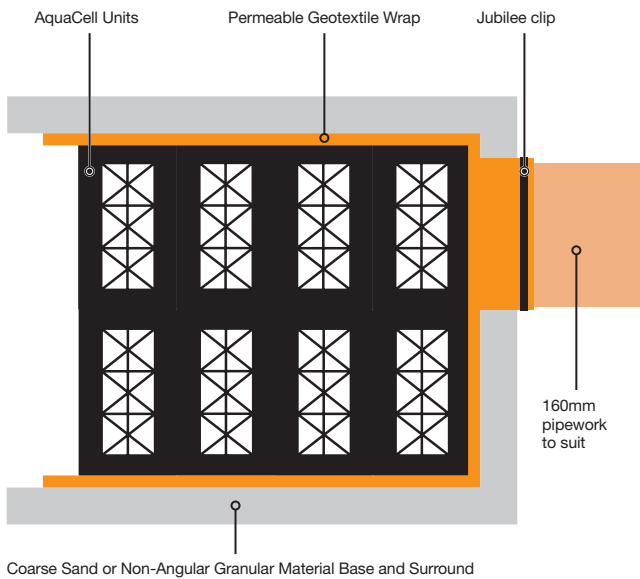 AquaCell Units
Permeable Geotextile Wrap
Jubilee clip
160mm
pipework
to suit
Coarse Sand or Non-Angular Granular Material Base and Surround